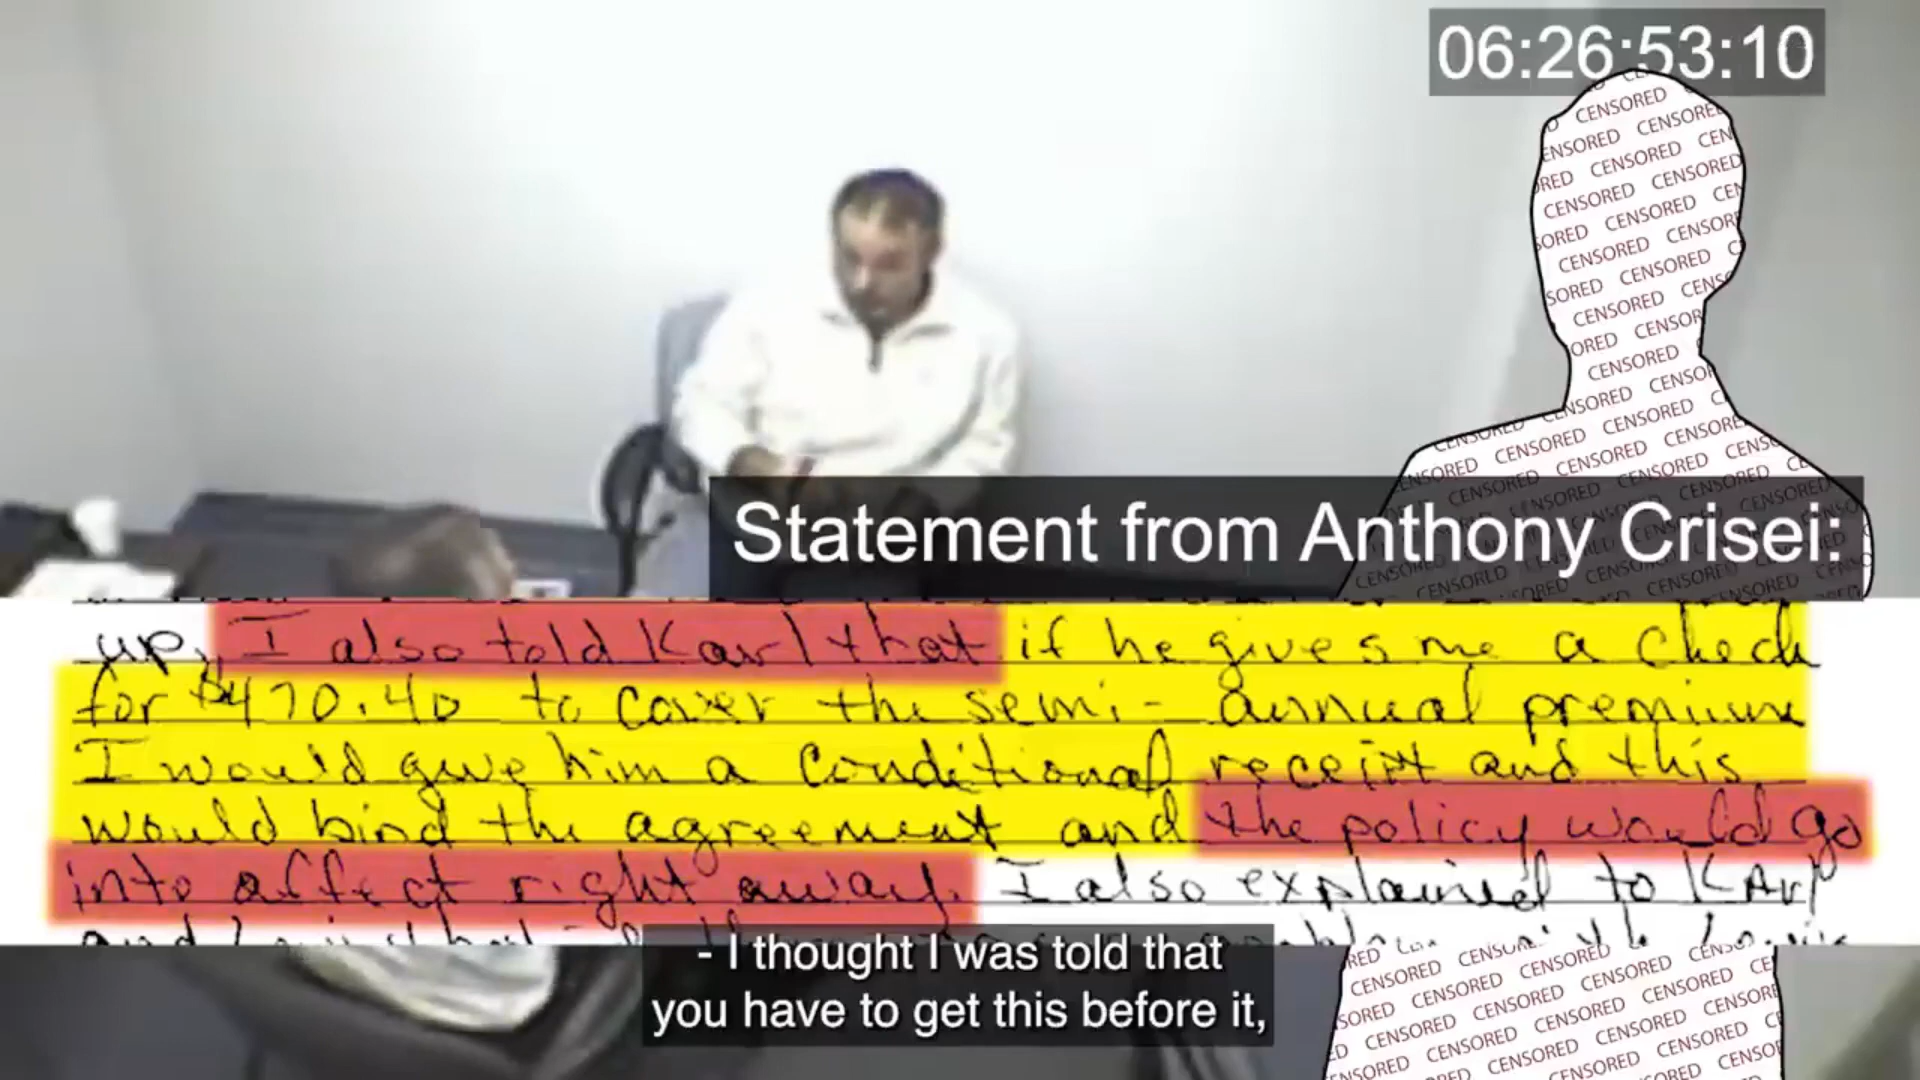 06:26:53:10
Statement from Anthony Crisei:
up, I also told Karl that if he gives me a check
for $470.40 to cover the semi-annual premium
I would give him a conditional receipt and this
would bind the agreement and the policy would go
into affect right away. I also explained to Karl
- I thought I was told that
you have to get this before it,
CENSORED